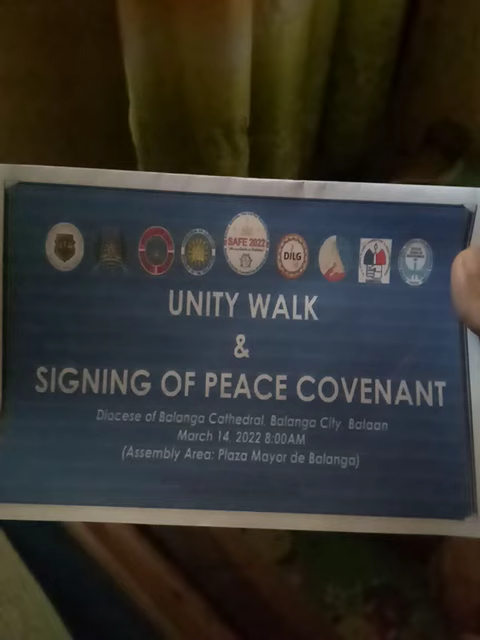 SAFE 2022
DILG
UNITY WALK
&
SIGNING OF PEACE COVENANT
Diocese of Balanga Cathedral, Balanga City, Bataan
March 14, 2022 8:00AM
(Assembly Area: Plaza Mayor de Balanga)